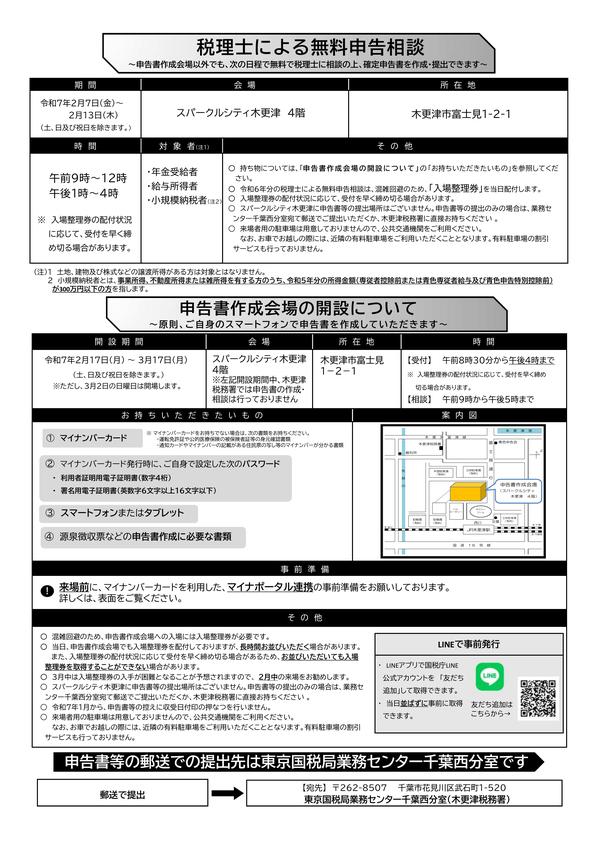 税理士による無料申告相談
～申告書作成会場以外でも、次の日程で無料で税理士に相談の上、確定申告書を作成・提出できます～
期間
会場
所在地
令和7年2月7日(金)～
2月13日(木)
(土、日及び祝日を除きます。)
スパークルシティ木更津 4階
木更津市富士見1-2-1
時間
対象者(注1)
その他
午前9時～12時
午後1時～4時
※ 入場整理券の配付状況
に応じて、受付を早く締
め切る場合があります。
・年金受給者
・給与所得者
・小規模納税者(注2)
○ 持ち物については、「申告書作成会場の開設について」の「お持ちいただきたいもの」を参照してくだ
さい。
○ 令和6年分の税理士による無料申告相談は、混雑回避のため、「入場整理券」を当日配付します。
○ 入場整理券の配付状況に応じて、受付を早く締め切る場合があります。
○ スパークルシティ木更津に申告書等の提出場所はございません。申告書等の提出のみの場合は、業務セ
ンター千葉西分室宛て郵送でご提出いただくか、木更津税務署に直接お持ちください 。
○ 来場者用の駐車場は用意しておりませんので、公共交通機関をご利用ください。
なお、お車でお越しの際には、近隣の有料駐車場をご利用いただくこととなります。有料駐車場の割引
サービスも行っておりません。
(注)1 土地、建物及び株式などの譲渡所得がある方は対象とはなりません。
2 小規模納税者とは、事業所得、不動産所得または雑所得を有する方のうち、令和5年分の所得金額(専従者控除前または青色専従者給与及び青色申告特別控除前)
が300万円以下の方を指します。
申告書作成会場の開設について
～原則、ご自身のスマートフォンで申告書を作成していただきます～
開設期間
会場
所在地
時間
令和7年2月17日(月) ～ 3月17日(月)
(土、日及び祝日を除きます。)
※ただし、3月2日の日曜日は開場します。
スパークルシティ木更津
4階
※左記開設期間中、木更津
税務署では申告書の作成・
相談は行っておりません
木更津市富士見
1－2－1
【受付】 午前8時30分から午後4時まで
※ 入場整理券の配付状況に応じて、受付を早く締め
切る場合があります。
【相談】 午前9時から午後5時まで
お持ちいただきたいもの
案内図
① マイナンバーカード
※ マイナンバーカードをお持ちでない場合は、次の書類をお持ちください。
・運転免許証や公的医療保険の被保険者証等の身元確認書類
・通知カードやマイナンバーの記載がある住民票の写し等のマイナンバーが分かる書類
② マイナンバーカード発行時に、ご自身で設定した次のパスワード
・ 利用者証明用電子証明書(数字4桁)
・ 署名用電子証明書(英数字6文字以上16文字以下)
③ スマートフォンまたはタブレット
④ 源泉徴収票などの申告書作成に必要な書類
申告書作成会場
(スパークルシティ
木更津 4階)
JR木更津駅
西口
国道16号線
事前準備
! 来場前に、マイナンバーカードを利用した、マイナポータル連携の事前準備をお願いしております。
詳しくは、表面をご覧ください。
その他
○ 混雑回避のため、申告書作成会場への入場には入場整理券が必要です。
○ 当日、申告書作成会場でも入場整理券を配付しておりますが、長時間お並びいただく場合があります。
また、入場整理券の配付状況に応じて受付を早く締め切る場合があるため、お並びいただいても入場
整理券を取得することができない場合があります。
○ 3月中は入場整理券の入手が困難となることが予想されますので、2月中の来場をお勧めします。
○ スパークルシティ木更津に申告書等の提出場所はございません。申告書等の提出のみの場合は、業務セ
ンター千葉西分室宛て郵送でご提出いただくか、木更津税務署に直接お持ちください 。
○ 令和7年1月から、申告書等の控えに収受日付印の押なつを行いません。
○ 来場者用の駐車場は用意しておりませんので、公共交通機関をご利用ください。
なお、お車でお越しの際には、近隣の有料駐車場をご利用いただくこととなります。有料駐車場の割引
サービスも行っておりません。
LINEで事前発行
・ LINEアプリで国税庁LINE
公式アカウントを 「友だち
追加」して取得できます。
・ 当日並ばずに事前に取得
できます。
LINE
友だち追加は
こちらから→
申告書等の郵送での提出先は東京国税局業務センター千葉西分室です
郵送で提出
【宛先】 〒262-8507 千葉市花見川区武石町1-520
東京国税局業務センター千葉西分室(木更津税務署)